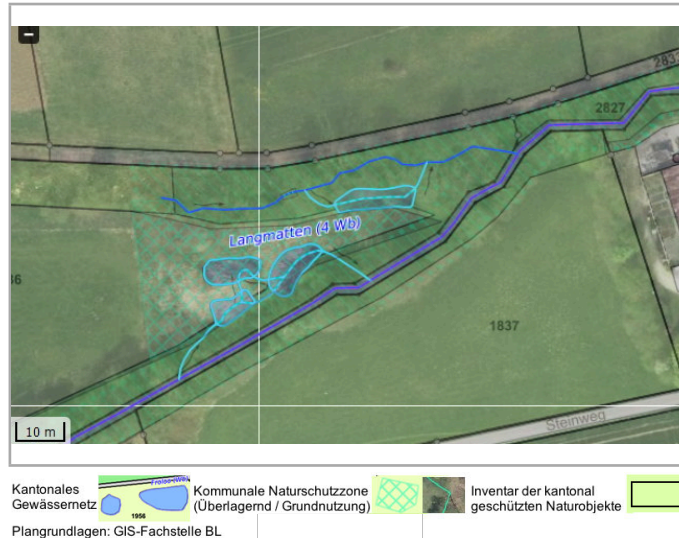 283
2827
Langmatten (4 Wb)
36
1837
Steinweg
10 m
Kantonales
Gewässernetz
1956
Kommunale Naturschutzzone
(Überlagernd / Grundnutzung)
Inventar der kantonal
geschützten Naturobjekte
Plangrundlagen: GIS-Fachstelle BL